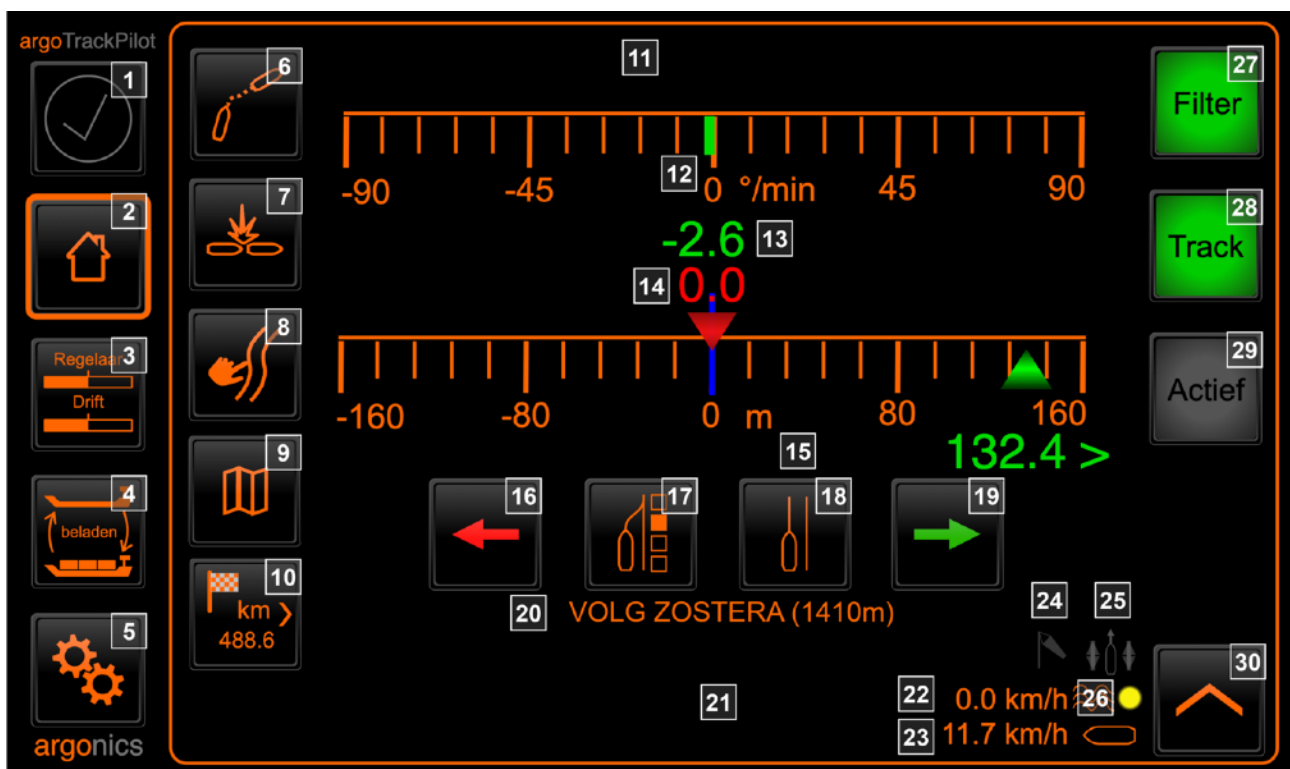 argoTrackPilot
1
2
3
Regelaar
Drift
4
beladen
5
argonics
6
7
8
9
10
km >
488.6
11
12
-90 -45 0 °/min 45 90
-2.6 13
14 0.0
-160 -80 0 m 80 160
15
132.4 >
16 17 18 19
20 VOLG ZOSTERA (1410m)
21
24 25
22 0.0 km/h 26
23 11.7 km/h
27
Filter
28
Track
29
Actief
30